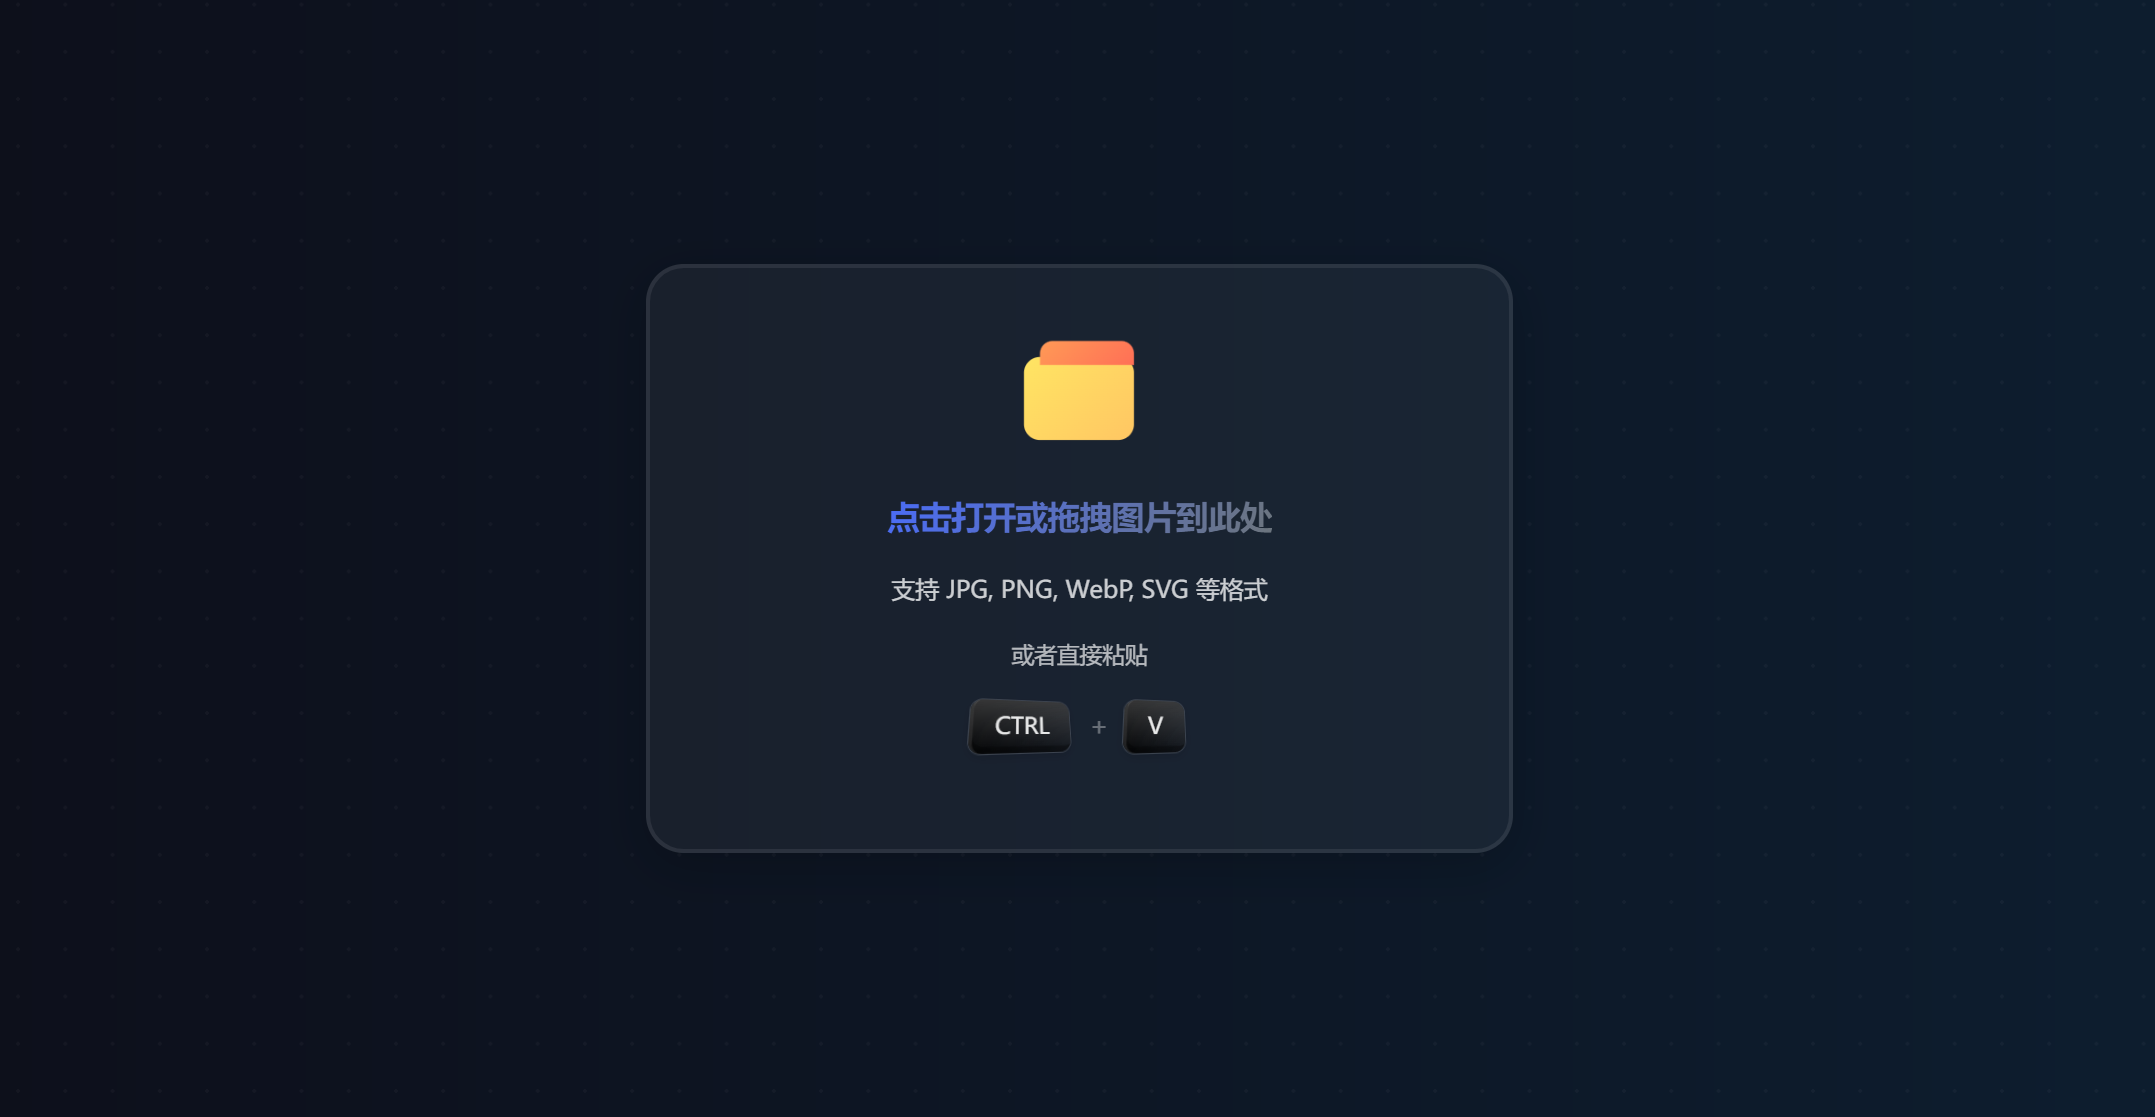 点击打开或拖拽图片到此处
支持 JPG, PNG, WebP, SVG 等格式
或者直接粘贴
CTRL + V